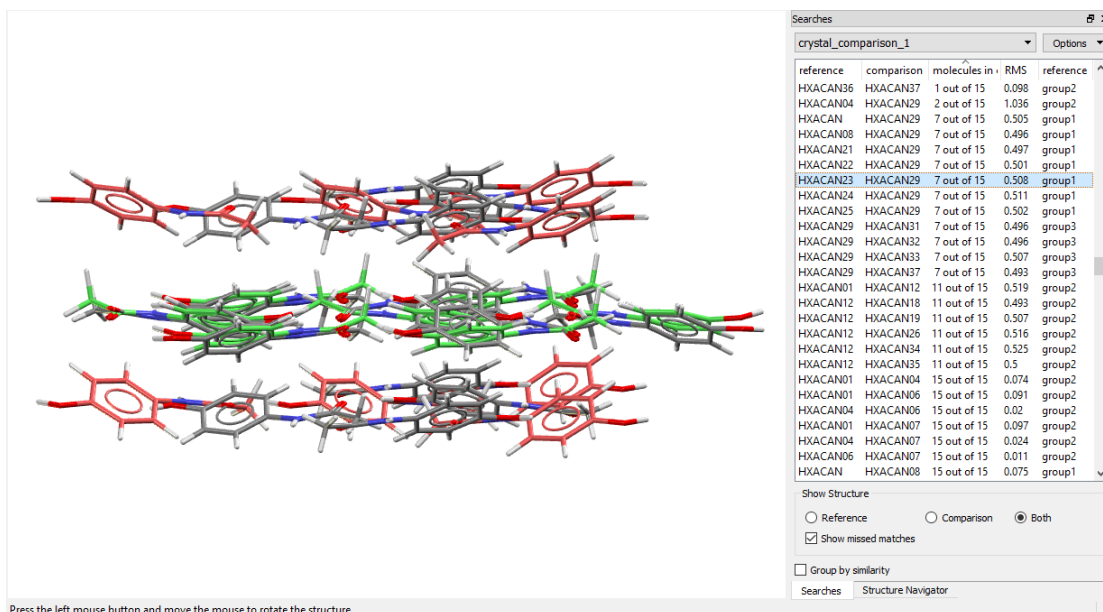 Searches
crystal_comparison_1 Options
reference comparison molecules in RMS reference
HXACAN36 HXACAN37 1 out of 15 0.098 group2
HXACAN04 HXACAN29 2 out of 15 1.036 group2
HXACAN HXACAN29 7 out of 15 0.505 group1
HXACAN08 HXACAN29 7 out of 15 0.496 group1
HXACAN21 HXACAN29 7 out of 15 0.497 group1
HXACAN22 HXACAN29 7 out of 15 0.501 group1
HXACAN23 HXACAN29 7 out of 15 0.508 group1
HXACAN24 HXACAN29 7 out of 15 0.511 group1
HXACAN25 HXACAN29 7 out of 15 0.502 group1
HXACAN29 HXACAN31 7 out of 15 0.496 group3
HXACAN29 HXACAN32 7 out of 15 0.496 group3
HXACAN29 HXACAN33 7 out of 15 0.507 group3
HXACAN29 HXACAN37 7 out of 15 0.493 group3
HXACAN01 HXACAN12 11 out of 15 0.519 group2
HXACAN12 HXACAN18 11 out of 15 0.493 group2
HXACAN12 HXACAN19 11 out of 15 0.507 group2
HXACAN12 HXACAN26 11 out of 15 0.516 group2
HXACAN12 HXACAN34 11 out of 15 0.525 group2
HXACAN12 HXACAN35 11 out of 15 0.5 group2
HXACAN01 HXACAN04 15 out of 15 0.074 group2
HXACAN01 HXACAN06 15 out of 15 0.091 group2
HXACAN04 HXACAN06 15 out of 15 0.02 group2
HXACAN01 HXACAN07 15 out of 15 0.097 group2
HXACAN04 HXACAN07 15 out of 15 0.024 group2
HXACAN06 HXACAN07 15 out of 15 0.011 group2
HXACAN HXACAN08 15 out of 15 0.075 group1
Show Structure
Reference Comparison Both
Show missed matches
Group by similarity
Searches Structure Navigator
Press the left mouse button and move the mouse to rotate the structure